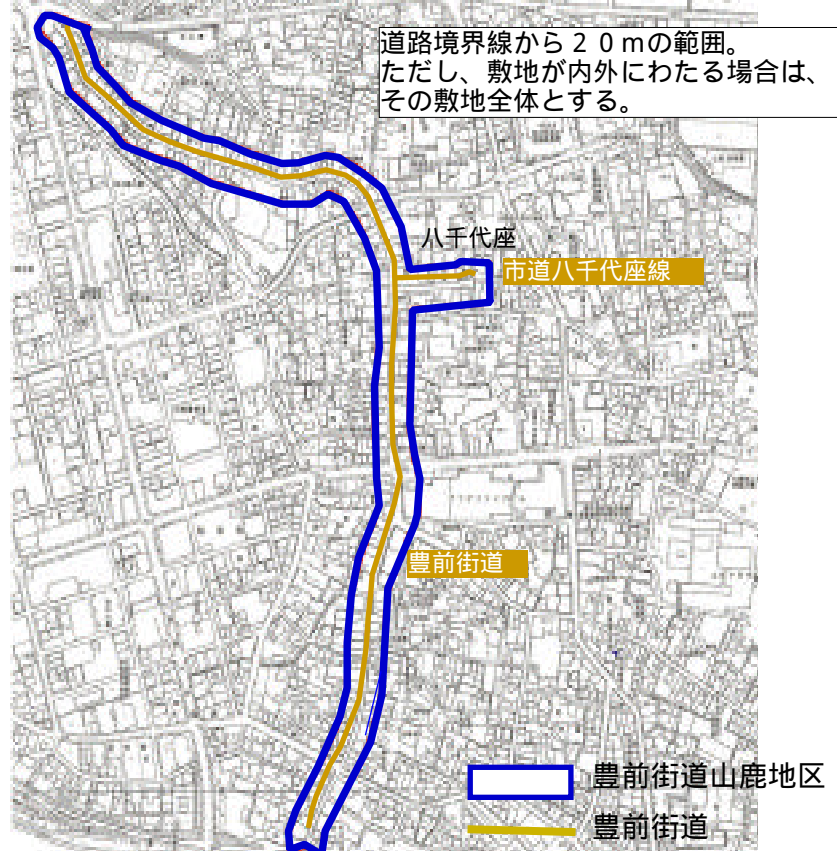 道路境界線から２０ｍの範囲。
ただし、敷地が内外にわたる場合は、
その敷地全体とする。
八千代座
市道八千代座線
豊前街道
豊前街道山鹿地区
豊前街道